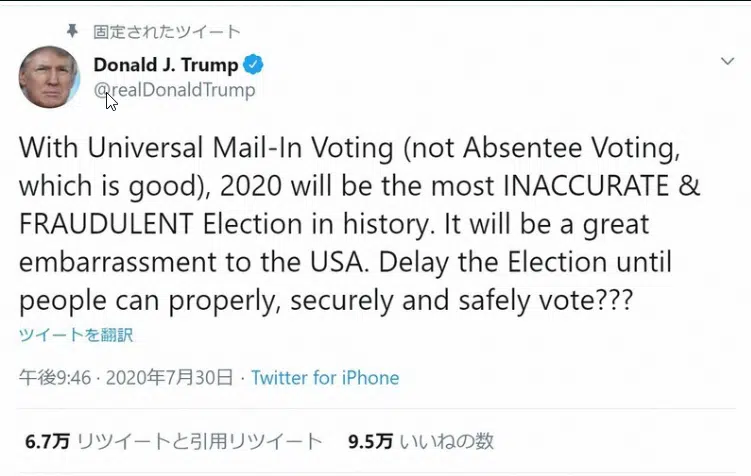 固定されたツイート
Donald J. Trump
@realDonaldTrump
With Universal Mail-In Voting (not Absentee Voting,
which is good), 2020 will be the most INACCURATE &
FRAUDULENT Election in history. It will be a great
embarrassment to the USA. Delay the Election until
people can properly, securely and safely vote???
ツイートを翻訳
午後9:46 · 2020年7月30日 · Twitter for iPhone
6.7万 リツイートと引用リツイート 9.5万 いいねの数